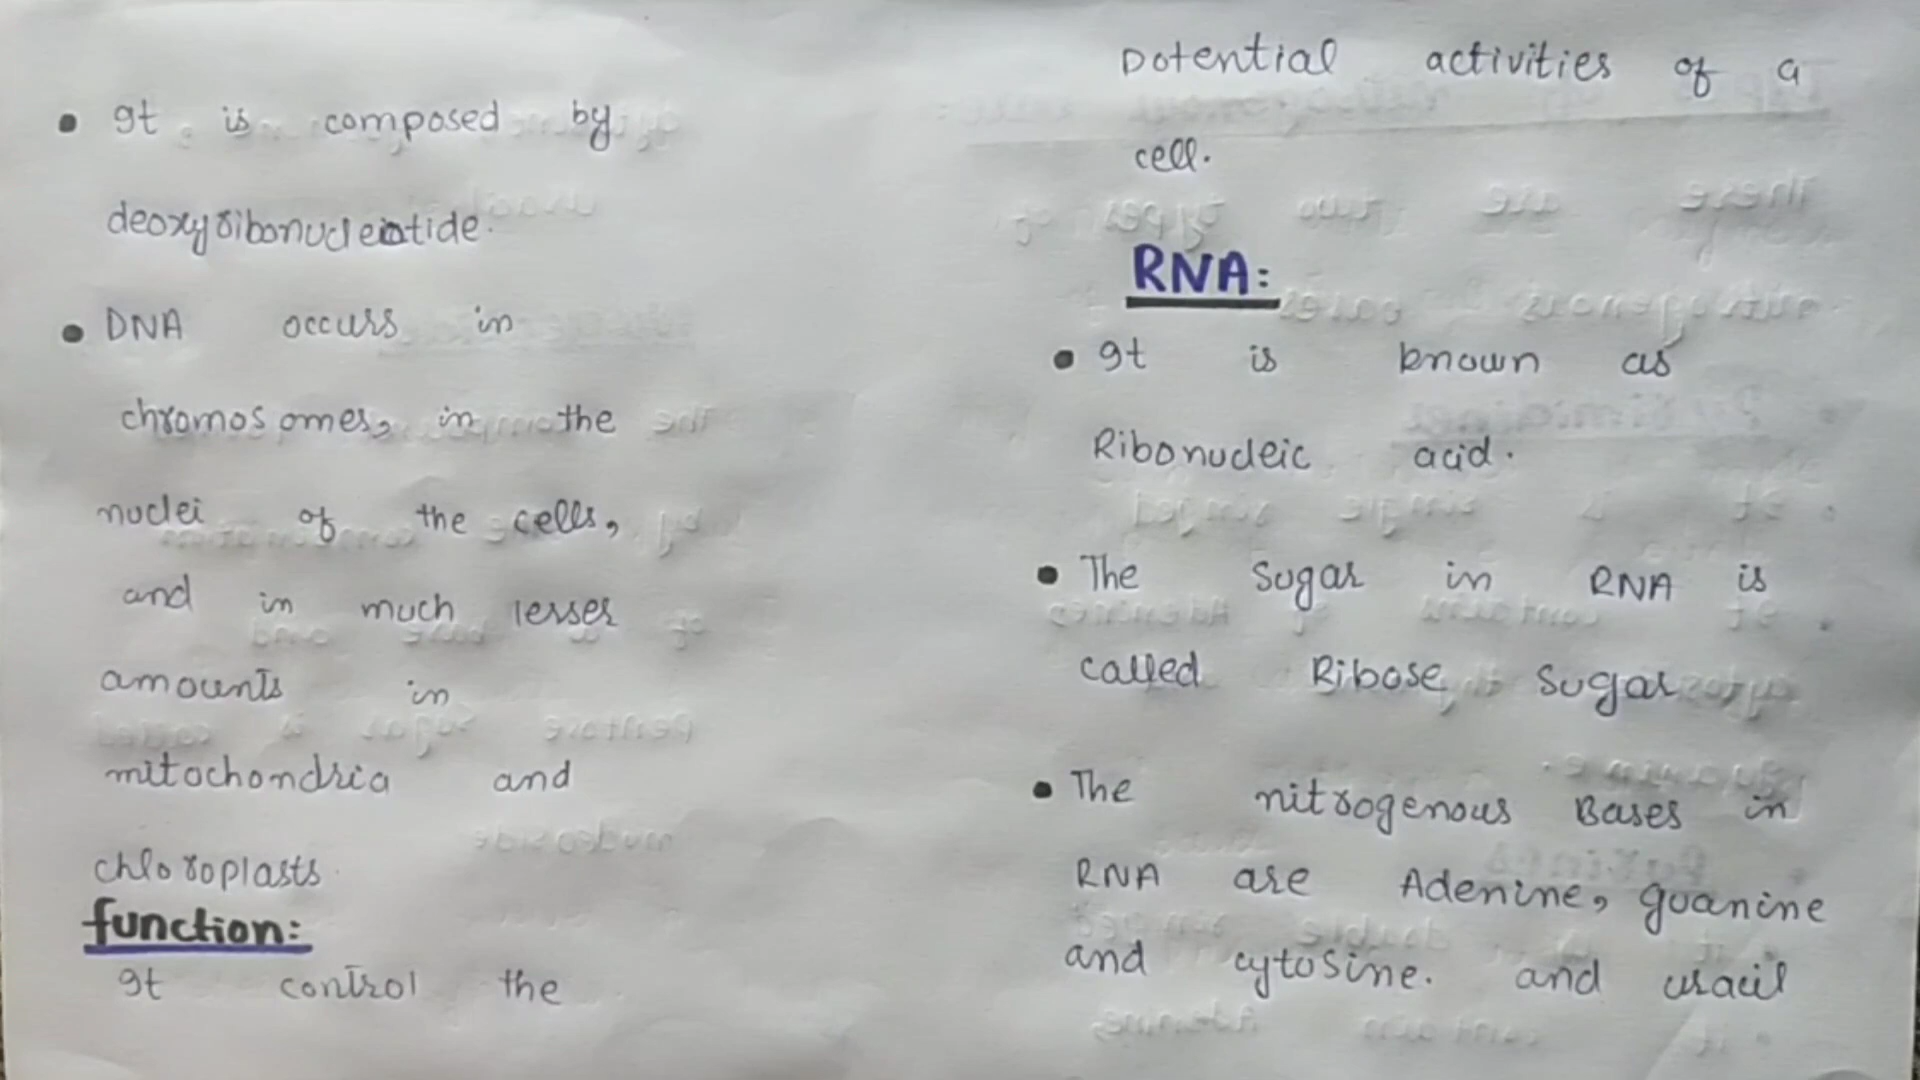 • It is composed by
deoxyribonucleotide.
• DNA occurs in
chromosomes, in the
nuclei of the cells,
and in much lesser
amounts in
mitochondria and
chloroplasts.
function:
It control the
Potential activities of a
cell.
RNA:
• It is known as
Ribonucleic acid.
• The Sugar in RNA is
called Ribose Sugar
• The nitrogenous Bases in
RNA are Adenine, guanine
and cytosine. and uracil